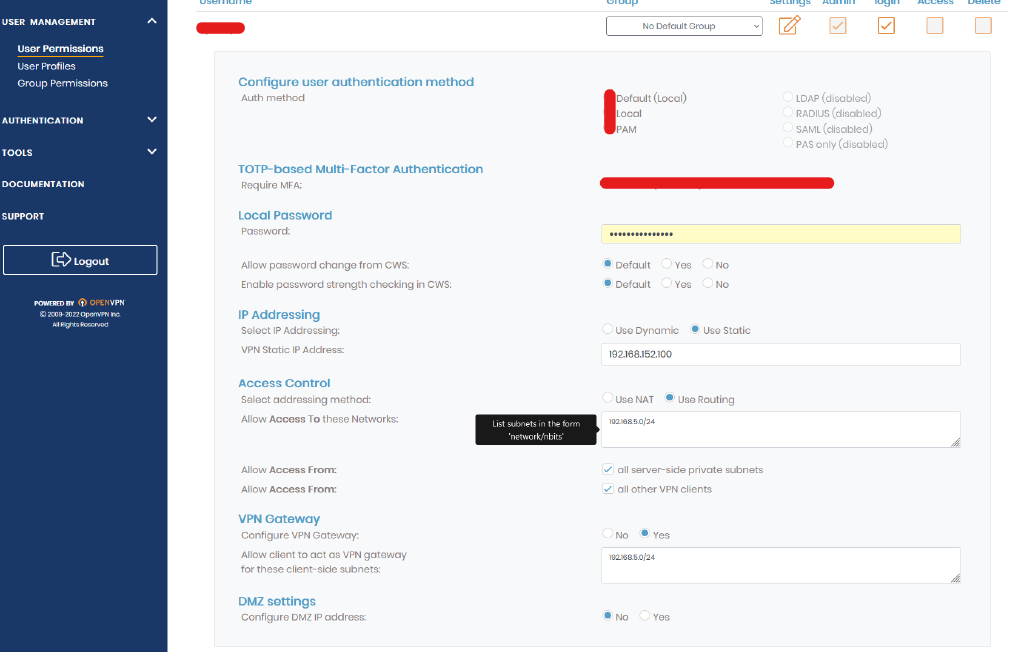 Username Group Settings Admin login Access Delete
USER MANAGEMENT
User Permissions
User Profiles
Group Permissions
AUTHENTICATION
TOOLS
DOCUMENTATION
SUPPORT
Logout
POWERED BY OPENVPN
© 2009-2022 OpenVPN Inc.
All Rights Reserved
No Default Group
Configure user authentication method
Auth method
Default (Local)
Local
PAM
LDAP (disabled)
RADIUS (disabled)
SAML (disabled)
PAS only (disabled)
TOTP-based Multi-Factor Authentication
Require MFA:
Local Password
Password:
Allow password change from CWS: Default Yes No
Enable password strength checking in CWS: Default Yes No
IP Addressing
Select IP Addressing: Use Dynamic Use Static
VPN Static IP Address: 192.168.152.100
Access Control
Select addressing method: Use NAT Use Routing
Allow Access To these Networks: 192.168.5.0/24
List subnets in the form
'network/nbits'
Allow Access From: all server-side private subnets
Allow Access From: all other VPN clients
VPN Gateway
Configure VPN Gateway: No Yes
Allow client to act as VPN gateway
for these client-side subnets:
192.168.5.0/24
DMZ settings
Configure DMZ IP address: No Yes